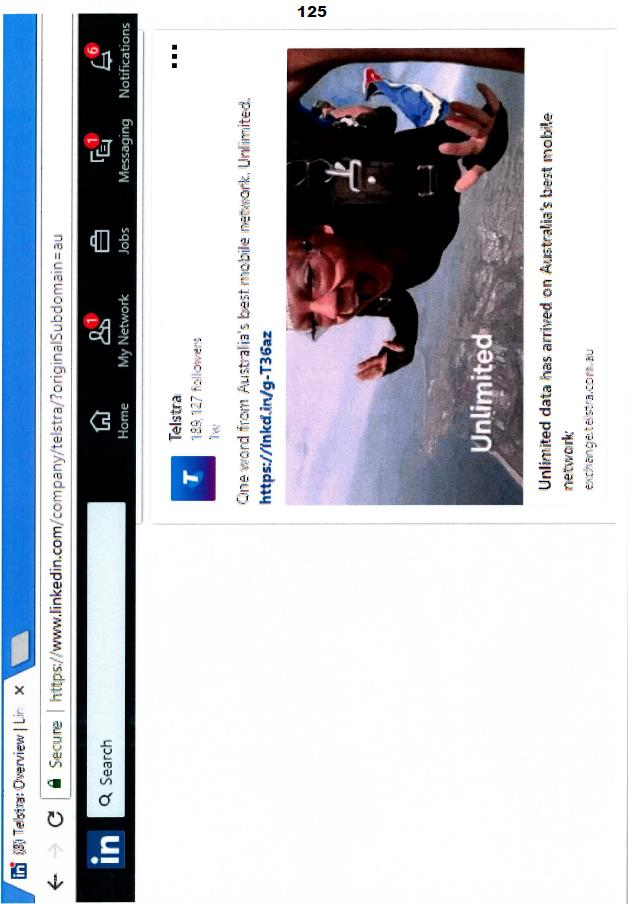 125
(8) Telstra: Overview | Lin
Secure | https://www.linkedin.com/company/telstra/?originalSubdomain=au
in
Search
Home
My Network
1
Jobs
Messaging
1
Notifications
6
Telstra
189,127 followers
1w
One word from Australia's best mobile network. Unlimited.
https://lnkd.in/g-T36az
Unlimited
Unlimited data has arrived on Australia's best mobile
network
exchange.telstra.com.au